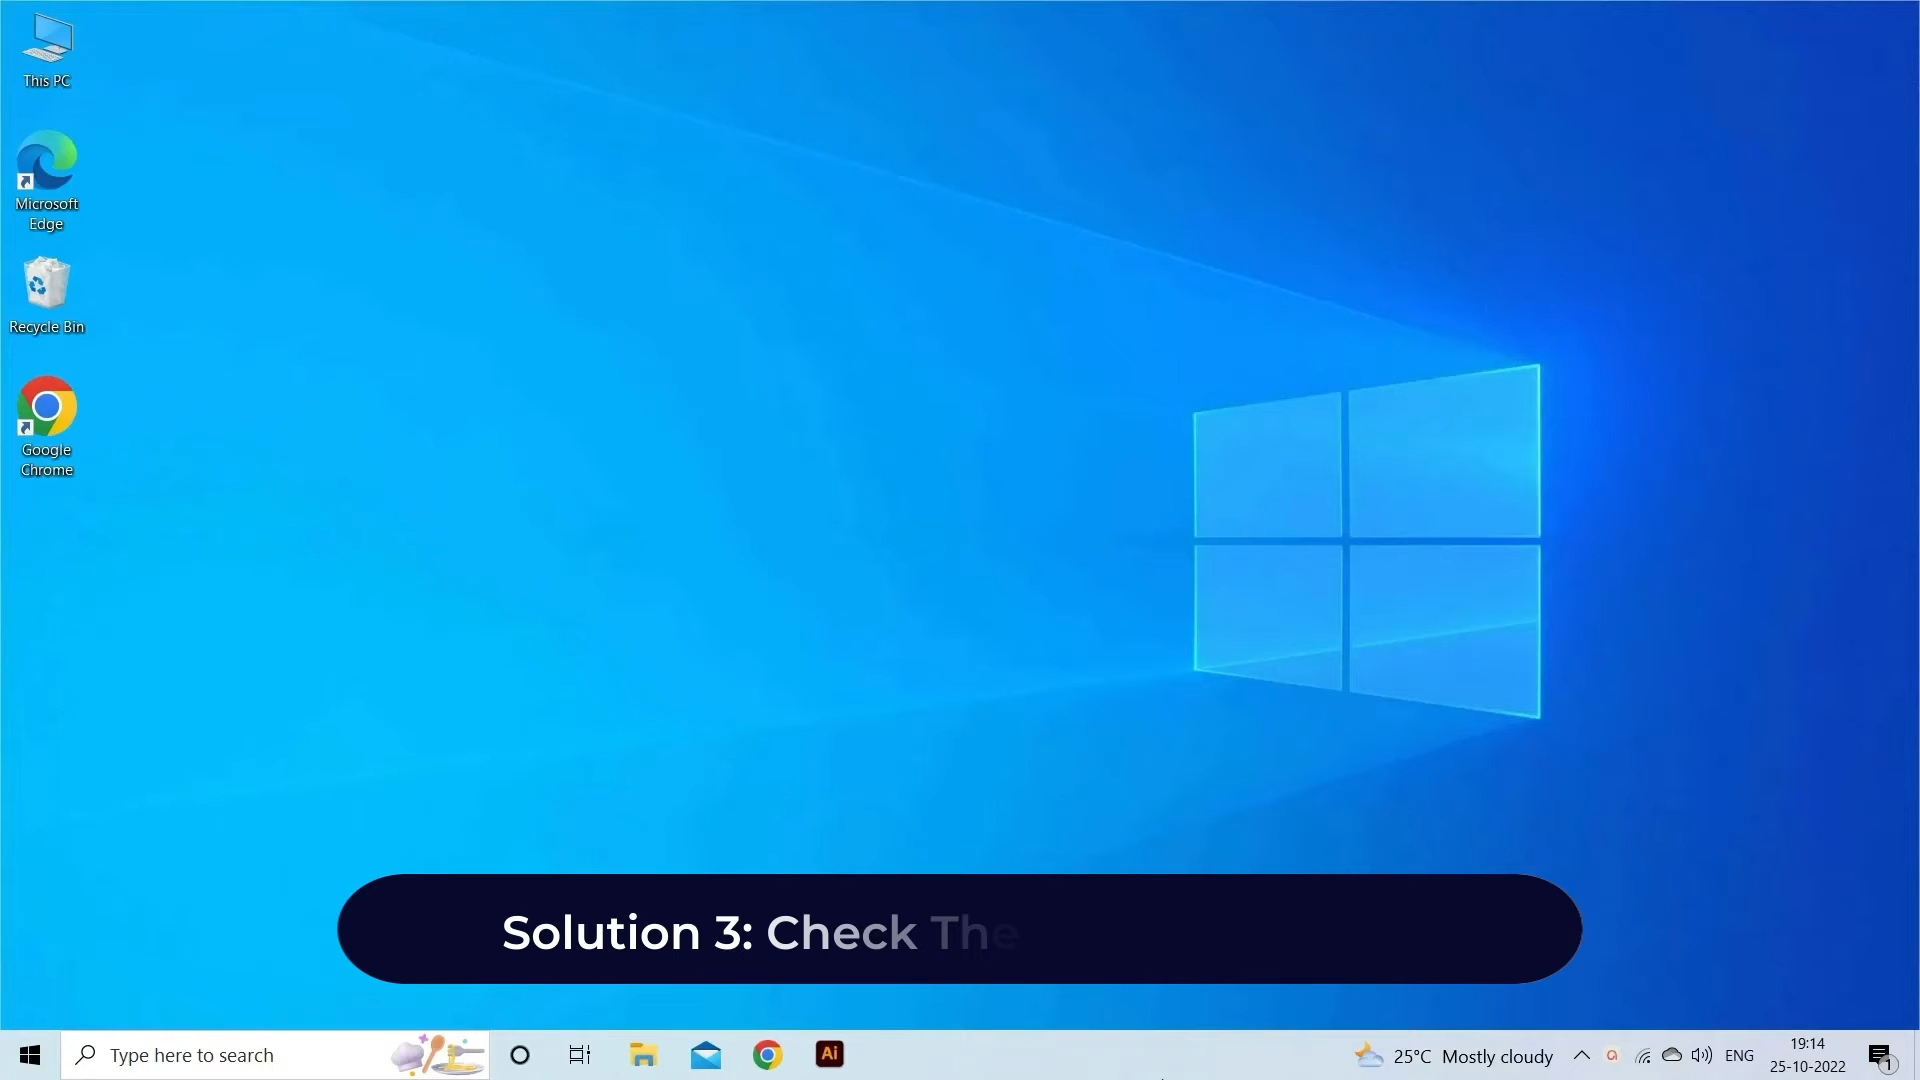 This PC
Microsoft
Edge
Recycle Bin
Google
Chrome
Solution 3: Check The
Type here to search
Ai
25°C Mostly cloudy
ENG
19:14
25-10-2022
1